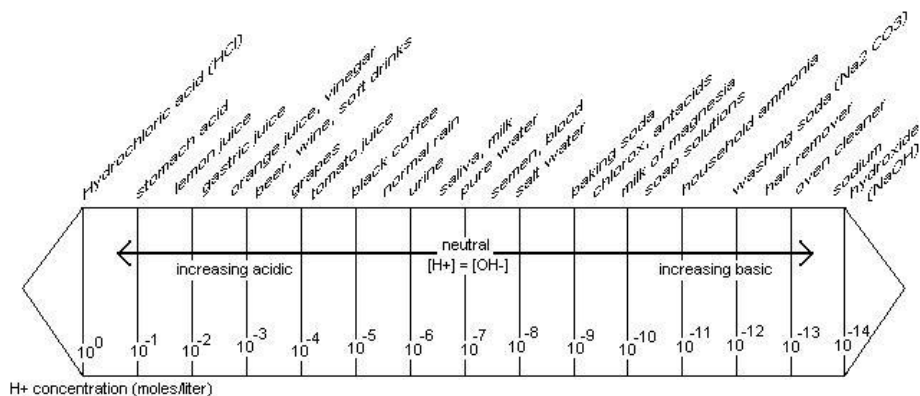 Hydrochloric acid (HCl)
stomach acid
lemon juice
gastric juice
orange juice, vinegar
beer, wine, soft drinks
grapes
tomato juice
black coffee
normal rain
urine
saliva, milk
pure water
semen, blood
salt water
baking soda
chlorox, antacids
milk of magnesia
soap solutions
household ammonia
washing soda (Na2 CO3)
hair remover
oven cleaner
sodium
hydroxide
(NaOH)
neutral
[H+] = [OH-]
increasing acidic
increasing basic
10⁰ 10⁻¹ 10⁻² 10⁻³ 10⁻⁴ 10⁻⁵ 10⁻⁶ 10⁻⁷ 10⁻⁸ 10⁻⁹ 10⁻¹⁰ 10⁻¹¹ 10⁻¹² 10⁻¹³ 10⁻¹⁴
H+ concentration (moles/liter)